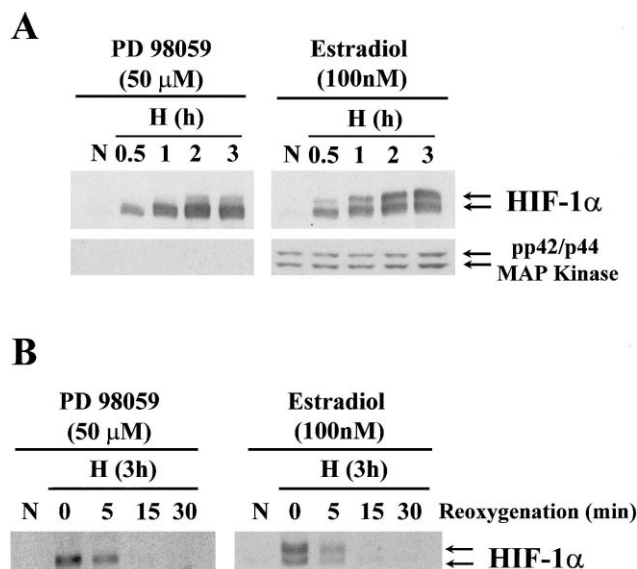 A
PD 98059
(50 µM)
Estradiol
(100nM)
H (h)
H (h)
N 0.5 1 2 3
N 0.5 1 2 3
HIF-1α
pp42/p44
MAP Kinase
B
PD 98059
(50 µM)
Estradiol
(100nM)
H (3h)
H (3h)
N 0 5 15 30
N 0 5 15 30 Reoxygenation (min)
HIF-1α